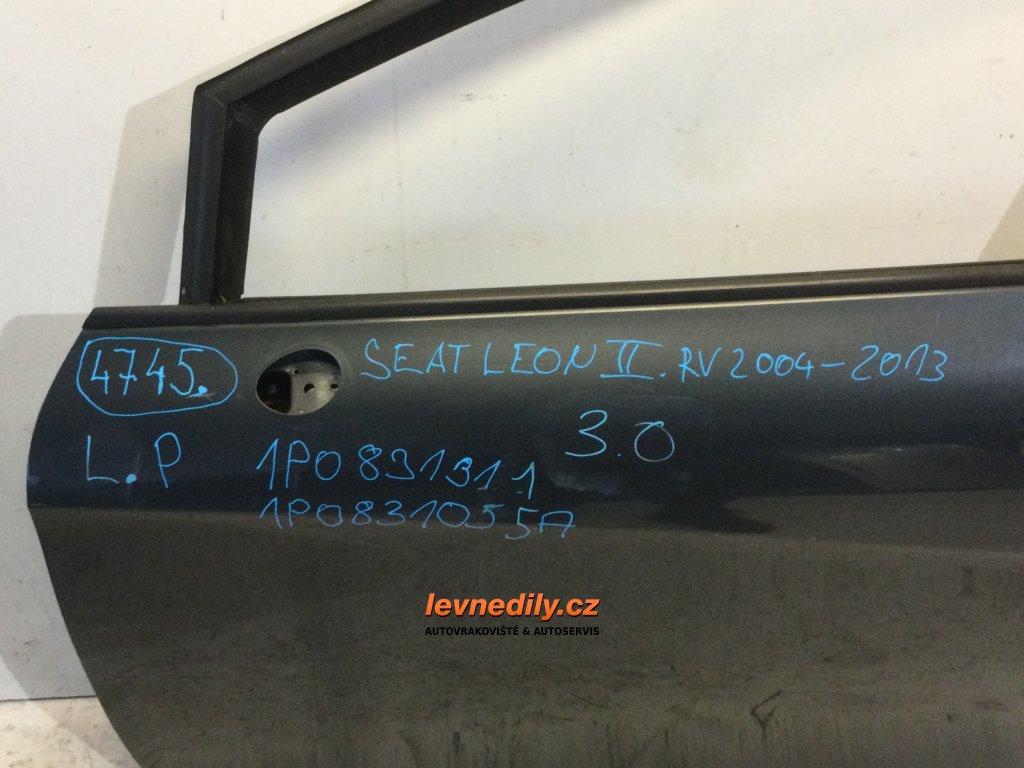 4745.
SEAT LEON II. RV 2004-2013
3.0
L.P
1P0831311
1P0831055A
levnedily.cz
AUTOVRAKOVIŠTĚ & AUTOSERVIS